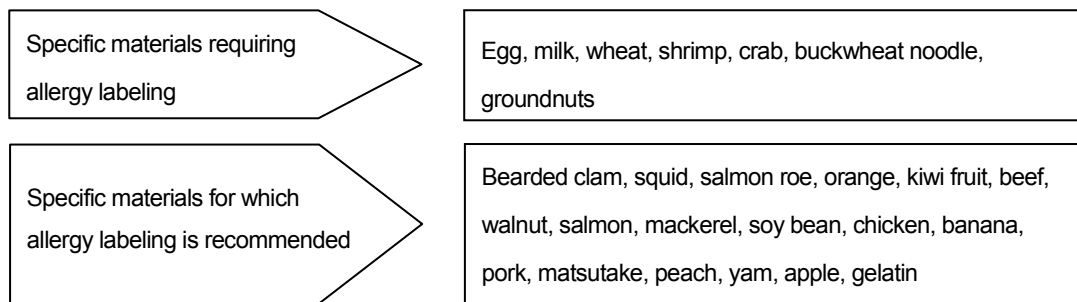 Specific materials requiring
allergy labeling
Egg, milk, wheat, shrimp, crab, buckwheat noodle,
groundnuts
Specific materials for which
allergy labeling is recommended
Bearded clam, squid, salmon roe, orange, kiwi fruit, beef,
walnut, salmon, mackerel, soy bean, chicken, banana,
pork, matsutake, peach, yam, apple, gelatin